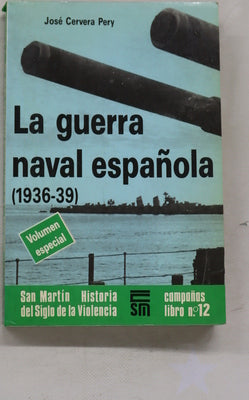 José Cervera Pery
La guerra
naval española
(1936-39)
Volumen
especial
San Martín Historia
del Siglo de la Violencia
SM
campañas
libro nº 12